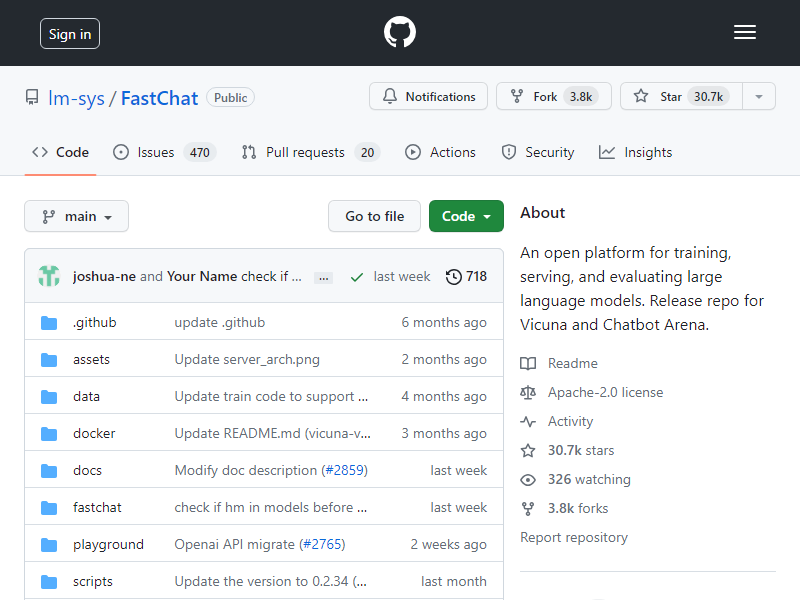 Sign in
lm-sys / FastChat Public
Notifications Fork 3.8k Star 30.7k
Code Issues 470 Pull requests 20 Actions Security Insights
main Go to file Code
joshua-ne and Your Name check if ... ... last week 718
.github update .github 6 months ago
assets Update server_arch.png 2 months ago
data Update train code to support ... 4 months ago
docker Update README.md (vicuna-v... 3 months ago
docs Modify doc description (#2859) last week
fastchat check if hm in models before ... last week
playground Openai API migrate (#2765) 2 weeks ago
scripts Update the version to 0.2.34 (... last month
About
An open platform for training,
serving, and evaluating large
language models. Release repo for
Vicuna and Chatbot Arena.
Readme
Apache-2.0 license
Activity
30.7k stars
326 watching
3.8k forks
Report repository